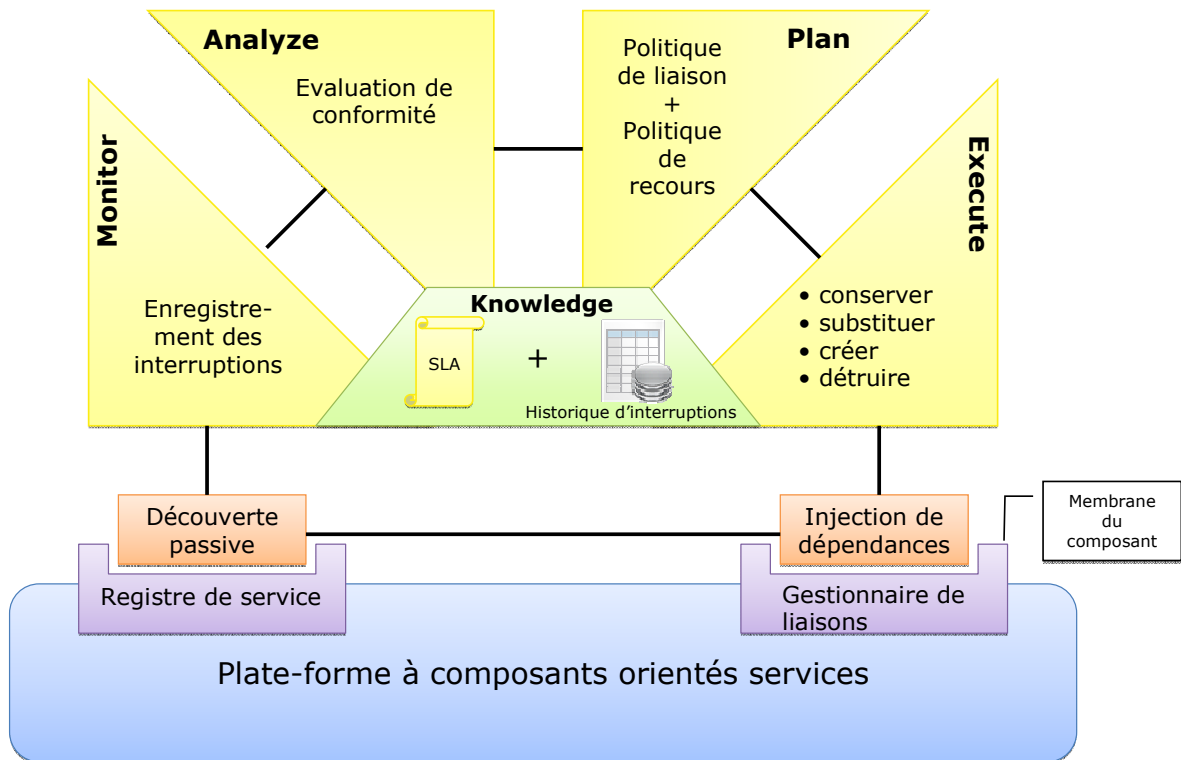 Analyze
Evaluation de
conformité
Plan
Politique
de liaison
+
Politique
de
recours
Monitor
Enregistre-
ment des
interruptions
Execute
• conserver
• substituer
• créer
• détruire
Knowledge
SLA
+
Historique d’interruptions
Découverte
passive
Injection de
dépendances
Membrane
du
composant
Registre de service
Gestionnaire de
liaisons
Plate-forme à composants orientés services